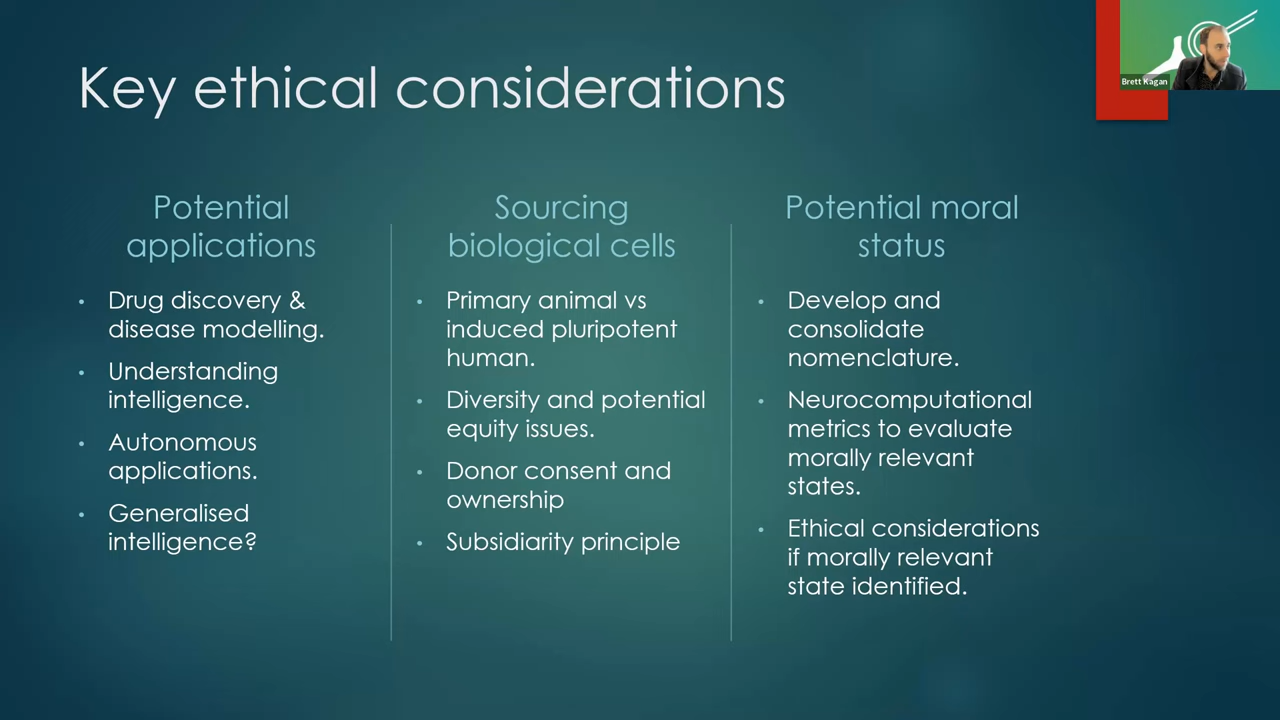 Key ethical considerations
Brett Kagan
Potential
applications
• Drug discovery &
disease modelling.
• Understanding
intelligence.
• Autonomous
applications.
• Generalised
intelligence?
Sourcing
biological cells
• Primary animal vs
induced pluripotent
human.
• Diversity and potential
equity issues.
• Donor consent and
ownership
• Subsidiarity principle
Potential moral
status
• Develop and
consolidate
nomenclature.
• Neurocomputational
metrics to evaluate
morally relevant
states.
• Ethical considerations
if morally relevant
state identified.